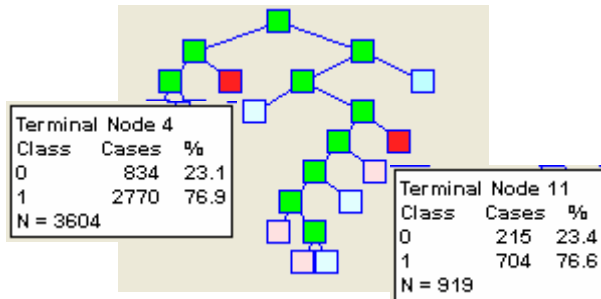 Terminal Node 4
Class Cases %
0 834 23.1
1 2770 76.9
N = 3604
Terminal Node 11
Class Cases %
0 215 23.4
1 704 76.6
N = 919